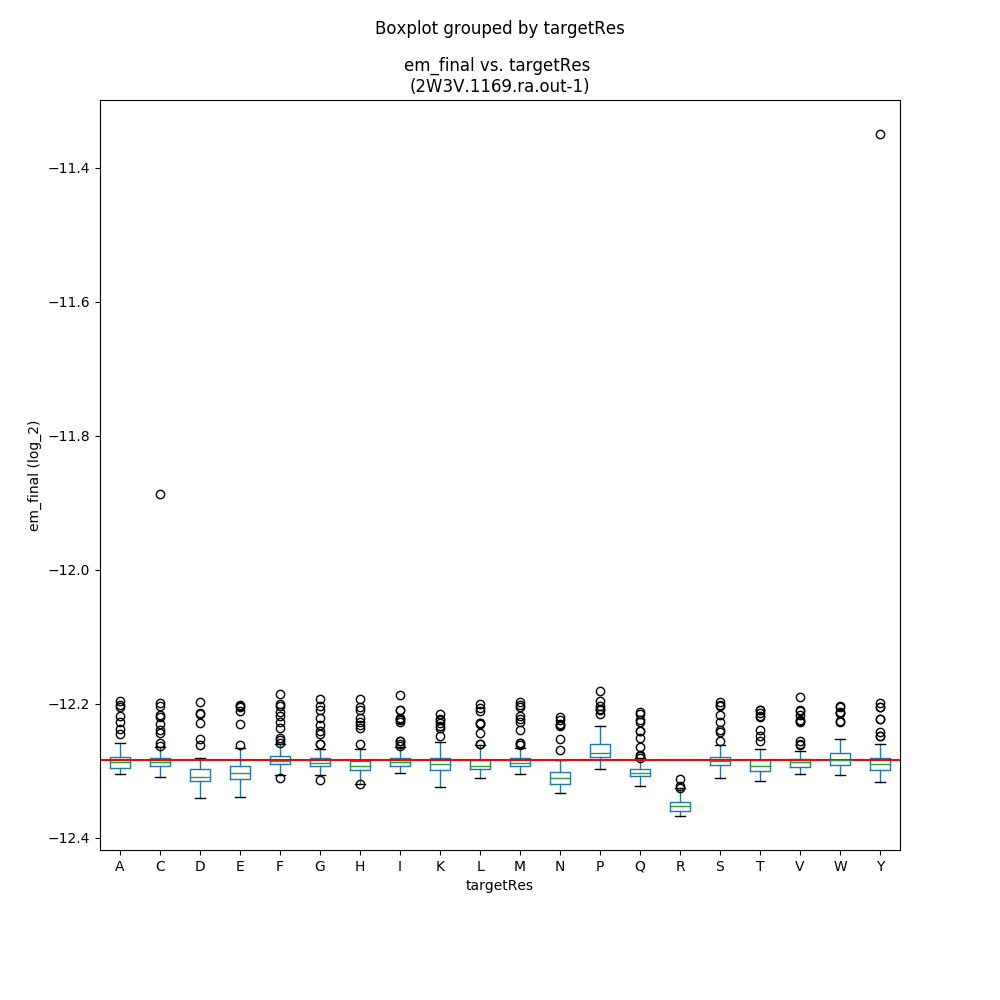 Boxplot grouped by targetRes
em_final vs. targetRes
(2W3V.1169.ra.out-1)
em_final (log_2)
−11.4
−11.6
−11.8
−12.0
−12.2
−12.4
A C D E F G H I K L M N P Q R S T V W Y
targetRes